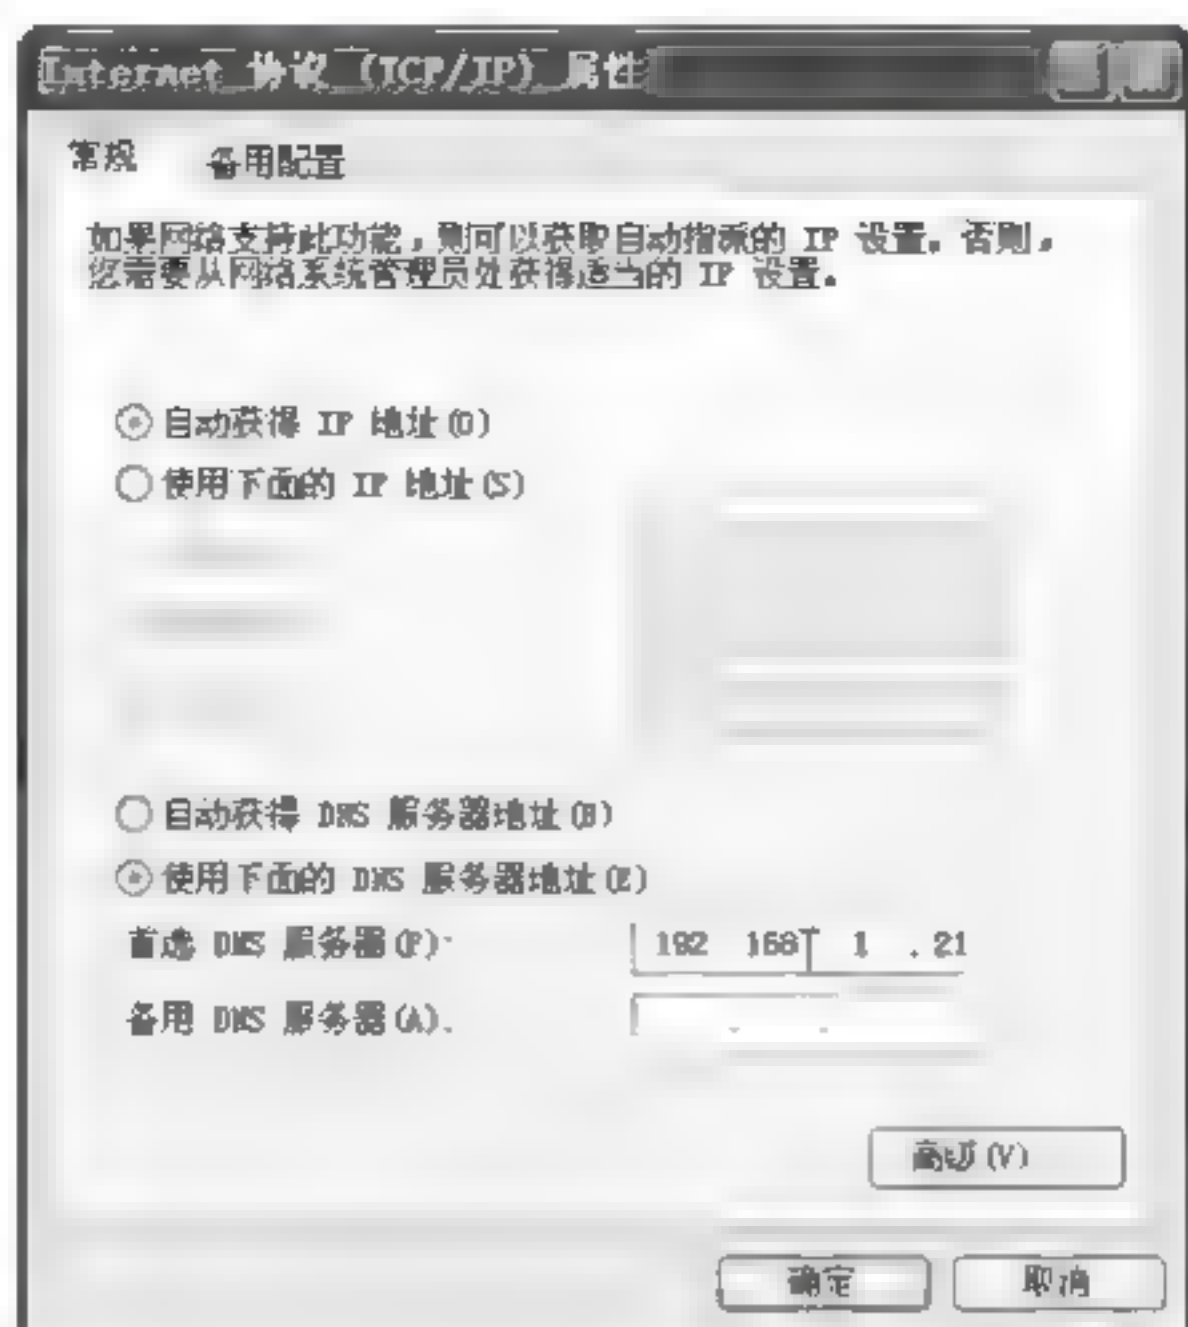 Internet 协议 (TCP/IP) 属性
常规 备用配置
如果网络支持此功能，则可以获取自动指派的 IP 设置。否则，
您需要从网络系统管理员处获得适当的 IP 设置。
自动获得 IP 地址(O)
使用下面的 IP 地址(S)
自动获得 DNS 服务器地址(B)
使用下面的 DNS 服务器地址(E)
首选 DNS 服务器(P): 192 168 1 .21
备用 DNS 服务器(A). . .
高级(V)
确定 取消